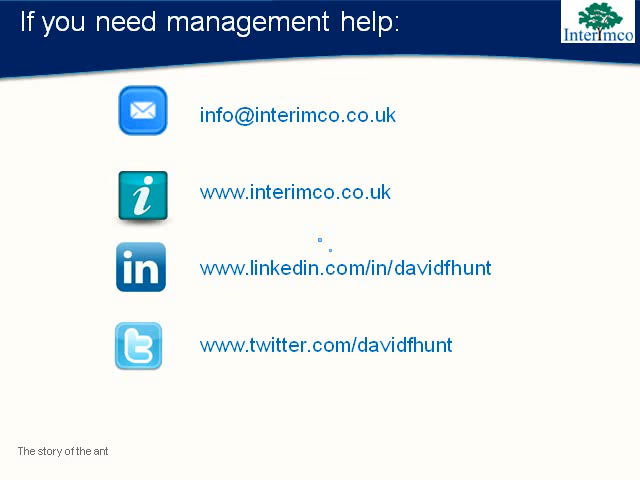 If you need management help:
InterImco
info@interimco.co.uk
www.interimco.co.uk
www.linkedin.com/in/davidfhunt
www.twitter.com/davidfhunt
The story of the ant